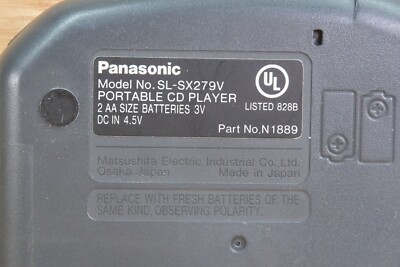 Panasonic
Model No. SL-SX279V
PORTABLE CD PLAYER
2 AA SIZE BATTERIES 3V
DC IN 4.5V
UL
LISTED 828B
Part No. N1889
Matsushita Electric Industrial Co.,Ltd.
Osaka Japan Made in Japan
REPLACE WITH FRESH BATTERIES OF THE
SAME KIND, OBSERVING POLARITY.